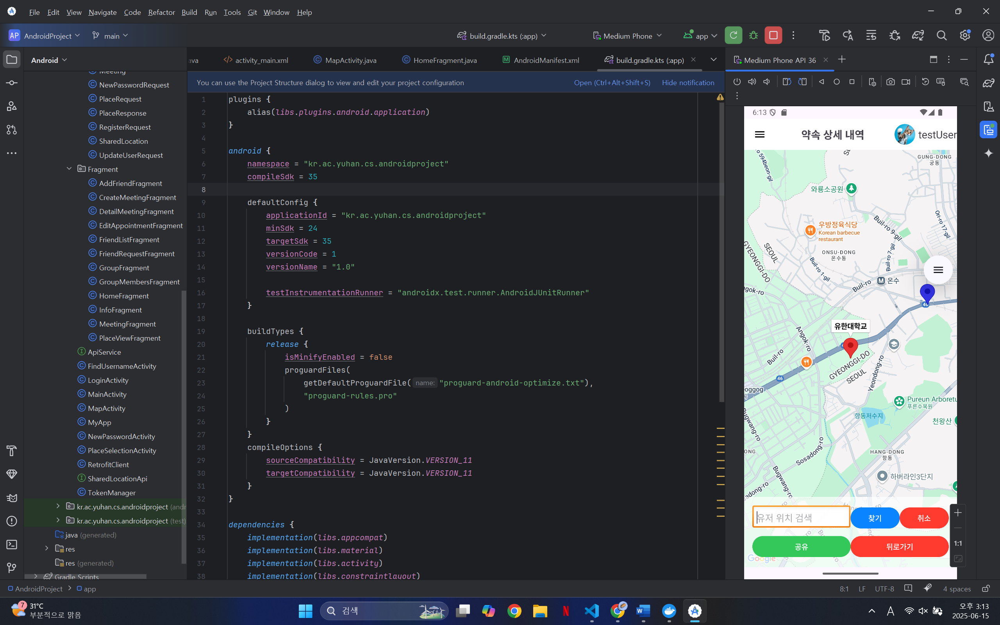 File Edit View Navigate Code Refactor Build Run Tools Git Window Help
AP AndroidProject main build.gradle.kts (:app) Medium Phone app
Android
ava activity_main.xml MapActivity.java HomeFragment.java AndroidManifest.xml build.gradle.kts (:app)
You can use the Project Structure dialog to view and edit your project configuration Open (Ctrl+Alt+Shift+S) Hide notification
Meeting
NewPasswordRequest
PlaceRequest
PlaceResponse
RegisterRequest
SharedLocation
UpdateUserRequest
Fragment
AddFriendFragment
CreateMeetingFragment
DetailMeetingFragment
EditAppointmentFragment
FriendListFragment
FriendRequestFragment
GroupFragment
GroupMembersFragment
HomeFragment
InfoFragment
MeetingFragment
PlaceViewFragment
ApiService
FindUsernameActivity
LoginActivity
MainActivity
MapActivity
MyApp
NewPasswordActivity
PlaceSelectionActivity
RetrofitClient
SharedLocationApi
TokenManager
kr.ac.yuhan.cs.androidproject (andr
kr.ac.yuhan.cs.androidproject (test)
java (generated)
res
res (generated)
Gradle Scripts
1 plugins {
2 alias(libs.plugins.android.application)
3 }
4
5 android {
6 namespace = "kr.ac.yuhan.cs.androidproject"
7 compileSdk = 35
8
9 defaultConfig {
10 applicationId = "kr.ac.yuhan.cs.androidproject"
11 minSdk = 24
12 targetSdk = 35
13 versionCode = 1
14 versionName = "1.0"
15
16 testInstrumentationRunner = "androidx.test.runner.AndroidJUnitRunner"
17 }
18
19 buildTypes {
20 release {
21 isMinifyEnabled = false
22 proguardFiles(
23 getDefaultProguardFile( name: "proguard-android-optimize.txt"),
24 "proguard-rules.pro"
25 )
26 }
27 }
28 compileOptions {
29 sourceCompatibility = JavaVersion.VERSION_11
30 targetCompatibility = JavaVersion.VERSION_11
31 }
32 }
33
34 dependencies {
35 implementation(libs.appcompat)
36 implementation(libs.material)
37 implementation(libs.activity)
38 implementation(libs.constraintlayout)
Medium Phone API 36
6:13
약속 상세 내역 testUser
ro 594beon-gil
GUNG-DONG
궁동
와룡소공원
Ori-ro 17-gil
우방정육식당
Korean barbecue
restaurant
Buil-ro 9-gil
GYEONGGI-DO
SEOUL
ONSU-DONG
온수동
Buil-ro 7-gil
Buil-ro 1-gil
Buil-ro
M 온수
ngok-ro
46
유한대학교
Angok-ro
Buil-ro
GYEONGGI-DO
SEOUL
Yeondong-ro
46
oggog
Pureun Arboretu
푸른수목원
항동저수지
천왕산
Bugwang-ro
ONG
Sosadong-ro
HANG-DONG
항동
Bugwang-ro
하버라인3단지
sadong-ro
유저 위치 검색 찾기 취소
공유 뒤로가기
Google
1:1
AndroidProject app
8:1 LF UTF-8 4 spaces
7
31°C
부분적으로 맑음
검색
A
오후 3:13
2025-06-15